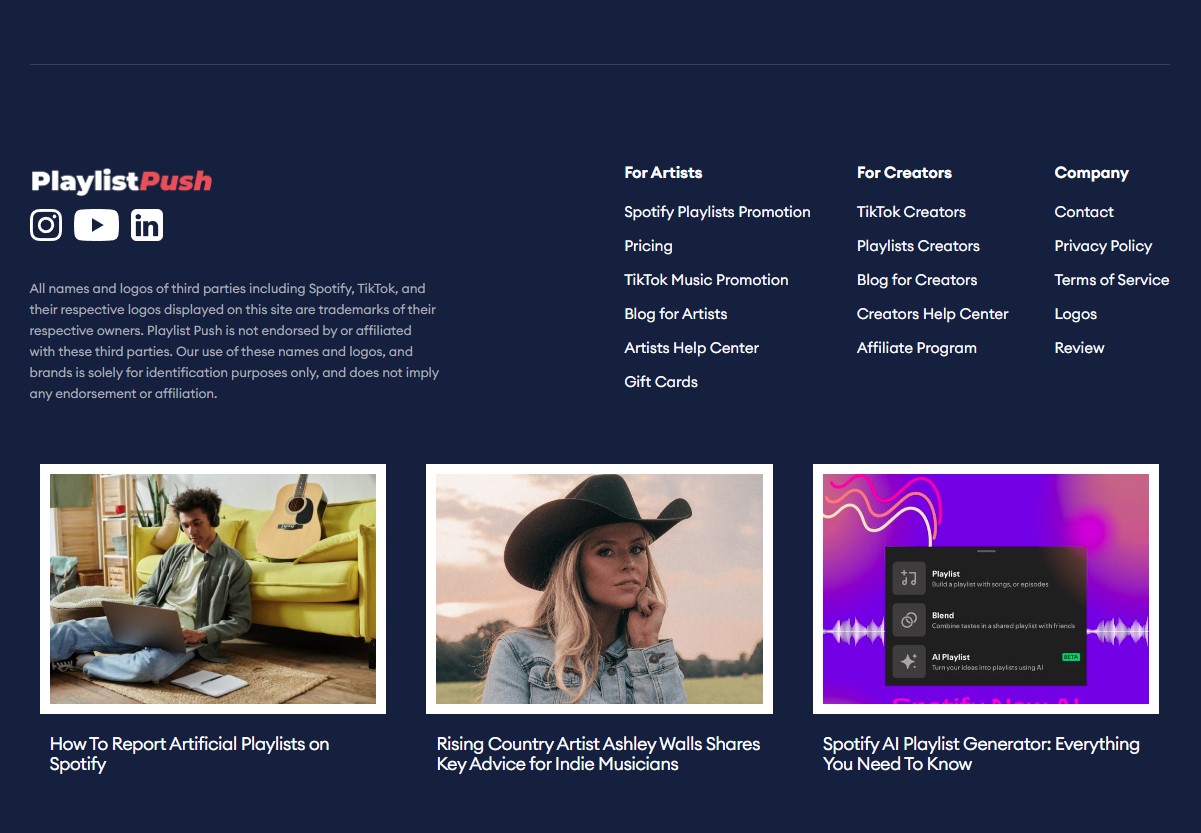 PlaylistPush
All names and logos of third parties including Spotify, TikTok, and
their respective logos displayed on this site are trademarks of their
respective owners. Playlist Push is not endorsed by or affiliated
with these third parties. Our use of these names and logos, and
brands is solely for identification purposes only, and does not imply
any endorsement or affiliation.
For Artists
Spotify Playlists Promotion
Pricing
TikTok Music Promotion
Blog for Artists
Artists Help Center
Gift Cards
For Creators
TikTok Creators
Playlists Creators
Blog for Creators
Creators Help Center
Affiliate Program
Company
Contact
Privacy Policy
Terms of Service
Logos
Review
How To Report Artificial Playlists on
Spotify
Rising Country Artist Ashley Walls Shares
Key Advice for Indie Musicians
Playlist
Build a playlist with songs, or episodes
Blend
Combine tastes in a shared playlist with friends
AI Playlist
BETA
Turn your ideas into playlists using AI
Spotify New AI
Spotify AI Playlist Generator: Everything
You Need To Know